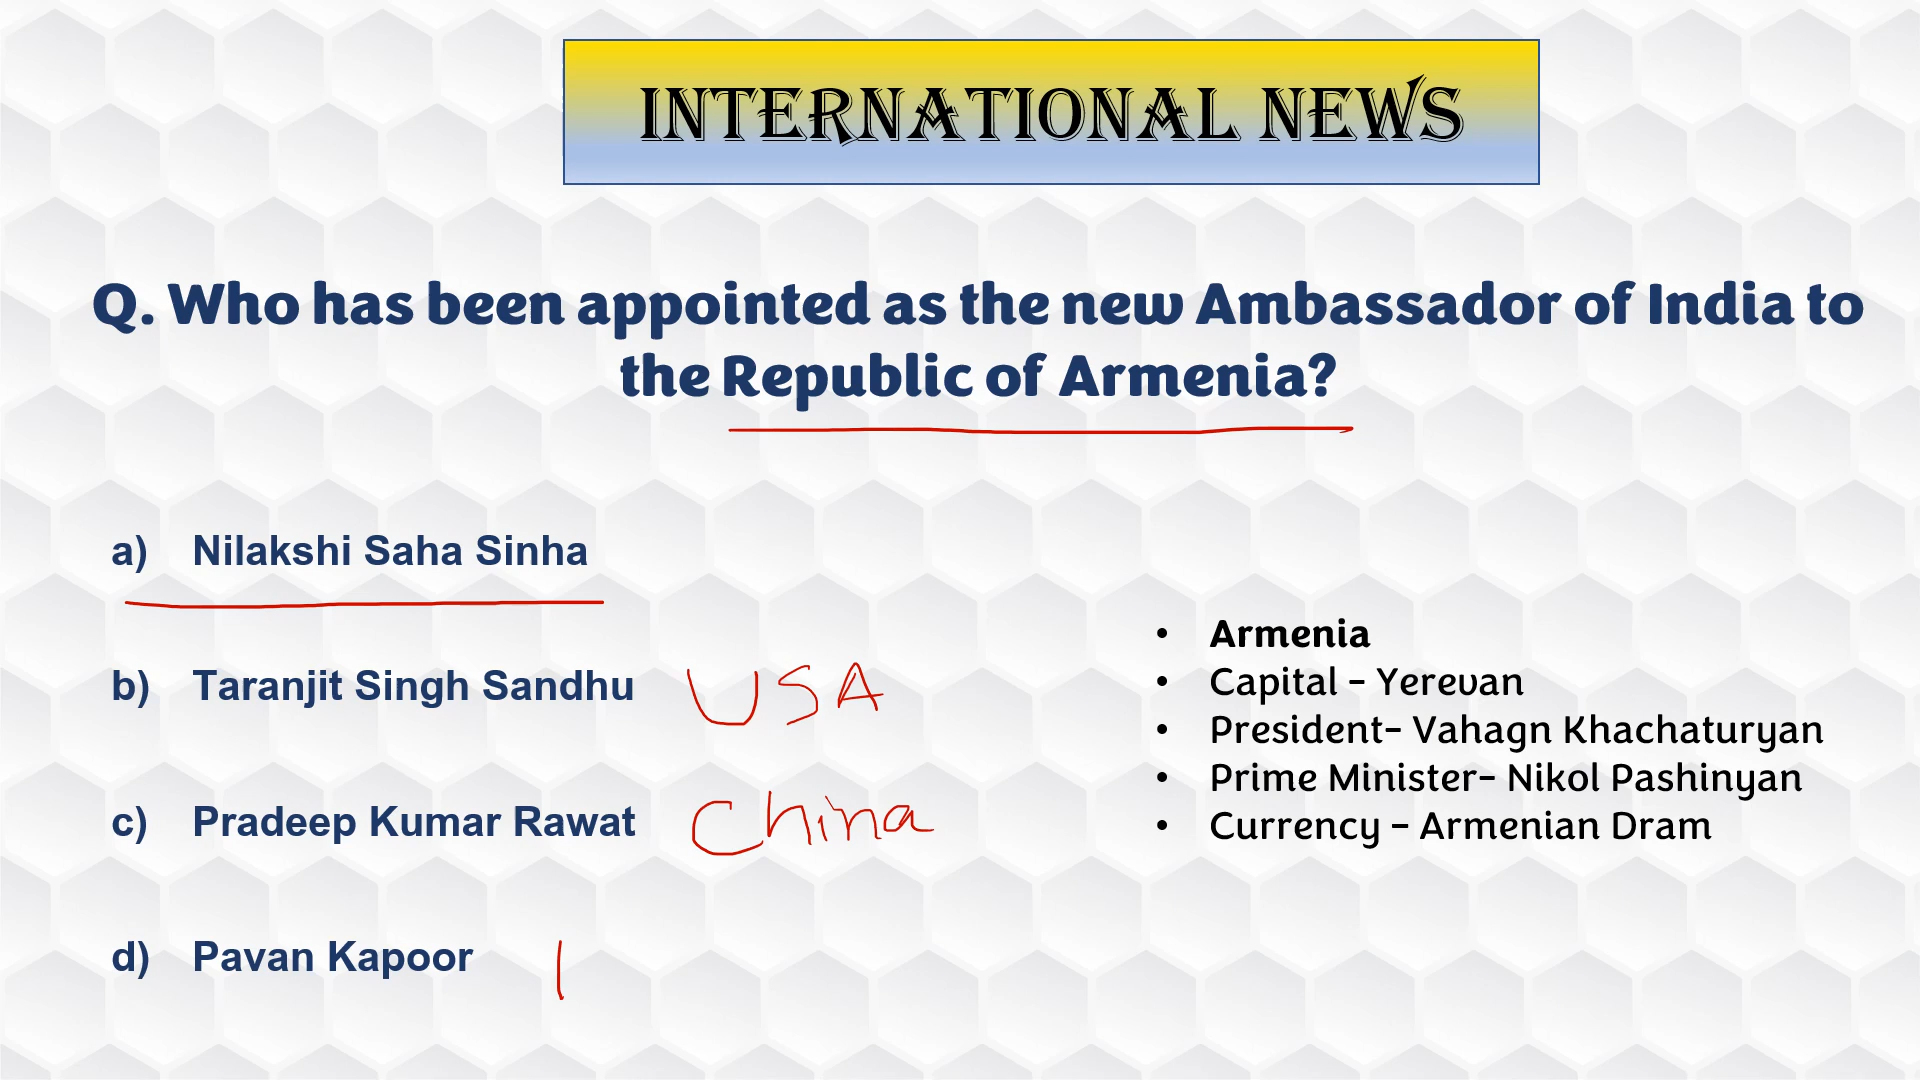 INTERNATIONAL NEWS
Q. Who has been appointed as the new Ambassador of India to
the Republic of Armenia?
a) Nilakshi Saha Sinha
b) Taranjit Singh Sandhu USA
c) Pradeep Kumar Rawat China
d) Pavan Kapoor
• Armenia
• Capital - Yerevan
• President- Vahagn Khachaturyan
• Prime Minister- Nikol Pashinyan
• Currency - Armenian Dram